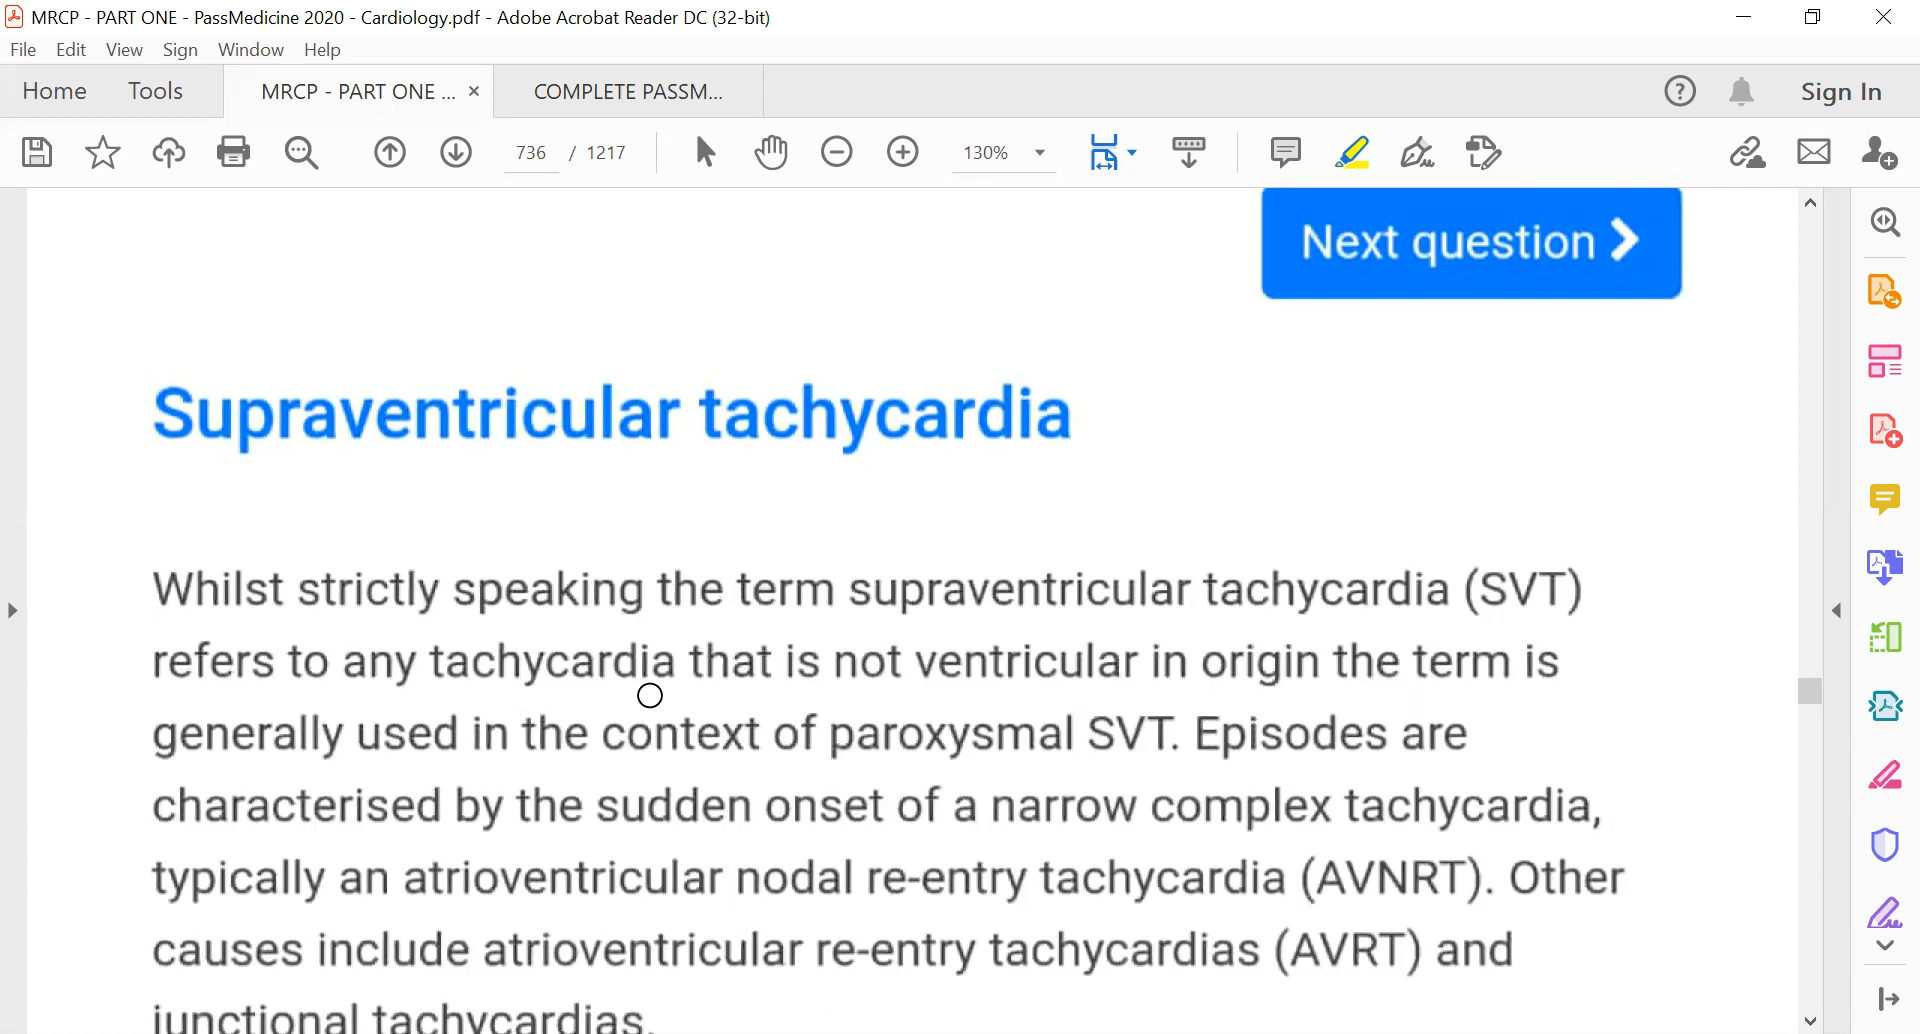 MRCP - PART ONE - PassMedicine 2020 - Cardiology.pdf - Adobe Acrobat Reader DC (32-bit)
File Edit View Sign Window Help
Home Tools MRCP - PART ONE ... × COMPLETE PASSM... Sign In
736 / 1217 130%
Next question
Supraventricular tachycardia
Whilst strictly speaking the term supraventricular tachycardia (SVT)
refers to any tachycardia that is not ventricular in origin the term is
generally used in the context of paroxysmal SVT. Episodes are
characterised by the sudden onset of a narrow complex tachycardia,
typically an atrioventricular nodal re-entry tachycardia (AVNRT). Other
causes include atrioventricular re-entry tachycardias (AVRT) and
junctional tachycardias.